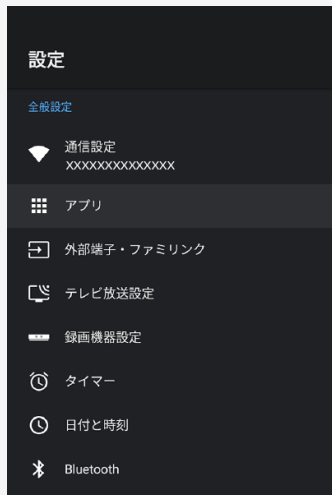 設定
全般設定
通信設定
XXXXXXXXXXXXXX
アプリ
外部端子・ファミリンク
テレビ放送設定
録画機器設定
タイマー
日付と時刻
Bluetooth